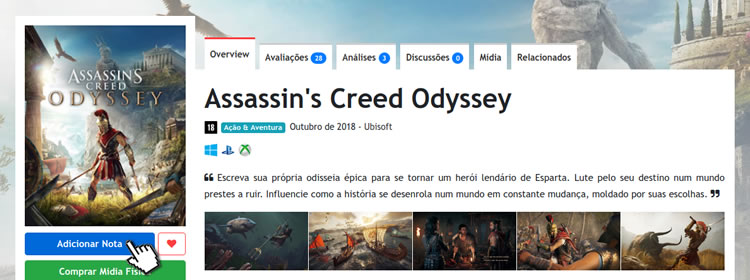 ASSASSIN'S
CREED
ODYSSEY
Adicionar Nota
Comprar Mídia Físi
Overview
Avaliações 28
Análises 3
Discussões 0
Mídia
Relacionados
Assassin's Creed Odyssey
18 Ação & Aventura Outubro de 2018 - Ubisoft
❝ Escreva sua própria odisseia épica para se tornar um herói lendário de Esparta. Lute pelo seu destino num mundo
prestes a ruir. Influencie como a história se desenrola num mundo em constante mudança, moldado por suas escolhas. ❞